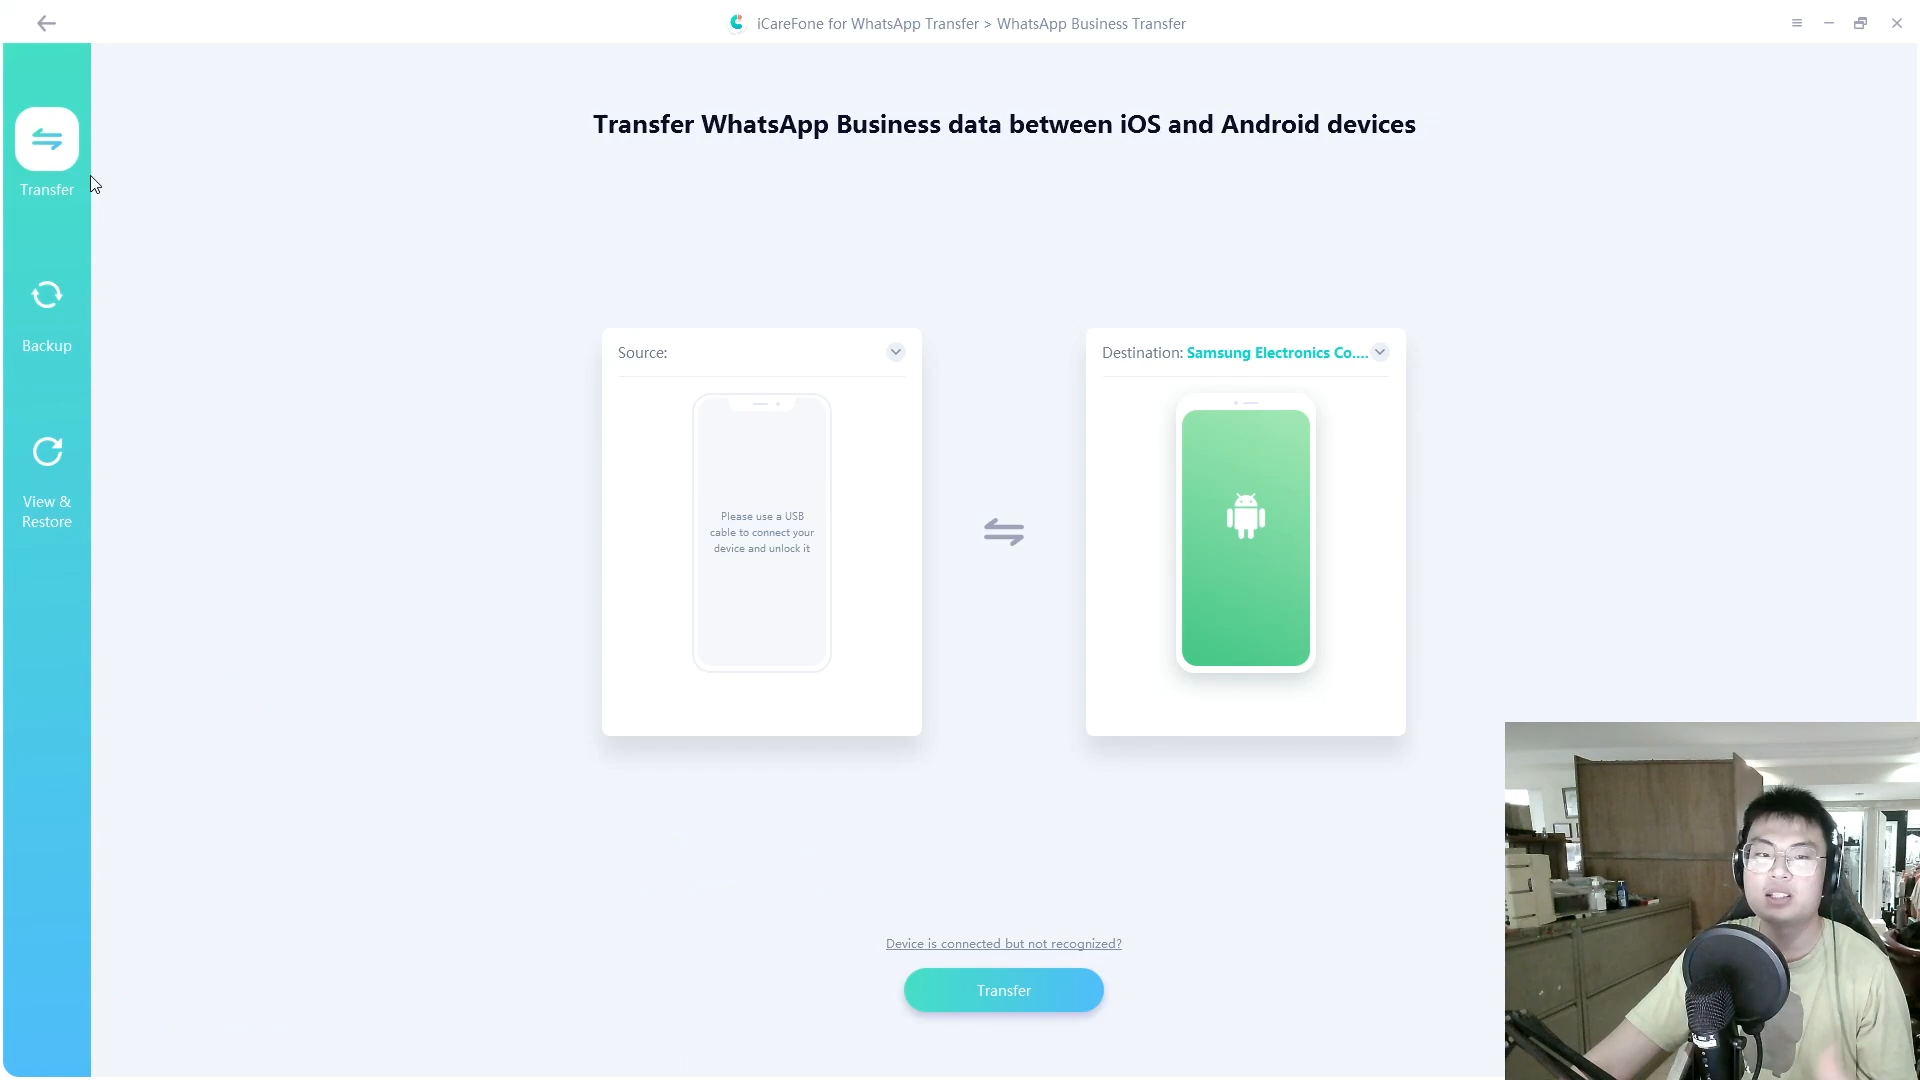 iCareFone for WhatsApp Transfer > WhatsApp Business Transfer
Transfer
Backup
View &
Restore
Transfer WhatsApp Business data between iOS and Android devices
Source:
Please use a USB
cable to connect your
device and unlock it
Destination: Samsung Electronics Co....
Device is connected but not recognized?
Transfer